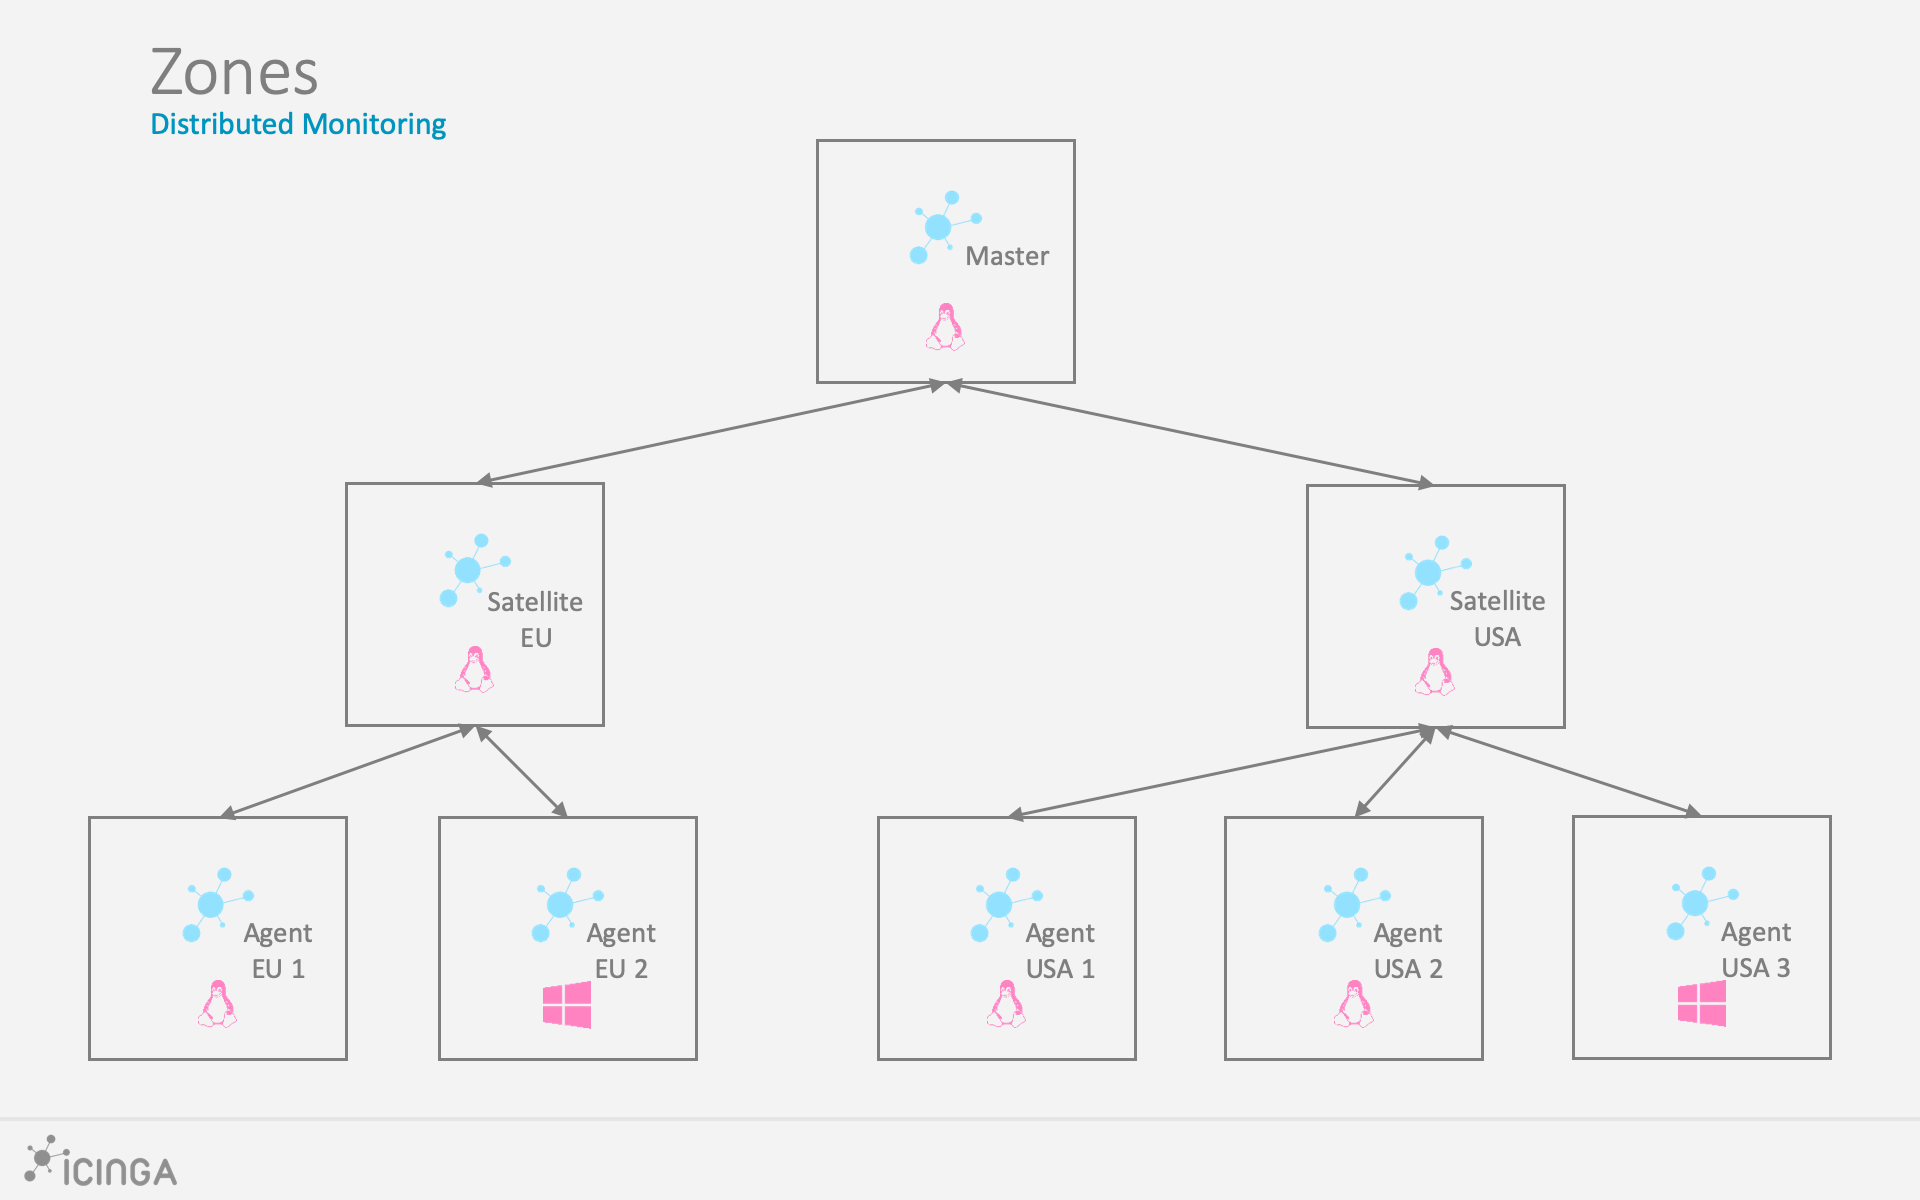 Zones
Distributed Monitoring
Master
Satellite
EU
Satellite
USA
Agent
EU 1
Agent
EU 2
Agent
USA 1
Agent
USA 2
Agent
USA 3
ICINGA